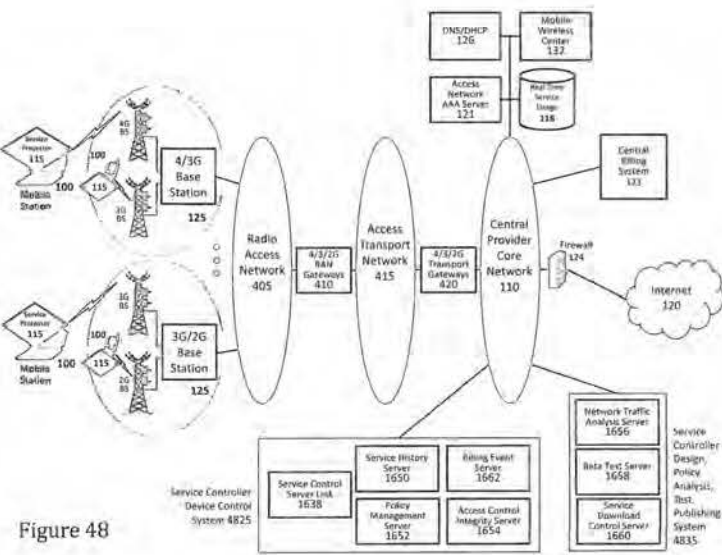 DNS/DHCP
126
Mobile
Wireless
Center
132
Access
Network
AAA Server
121
Real Time
Service
Usage
118
Central
Billing
System
123
4G
BS
Service
Processor
115
100
Mobile
Station
100
115
3G
BS
4/3G
Base
Station
125
Radio
Access
Network
405
4/3/2G
RAN
Gateways
410
Access
Transport
Network
415
4/3/2G
Transport
Gateways
420
Central
Provider
Core
Network
110
Firewall
124
Internet
120
3G
BS
Service
Processor
115
100
Mobile
Station
100
115
2G
BS
3G/2G
Base
Station
125
Service Controller
Device Control
System 4825
Service Control
Server Link
1638
Service History
Server
1650
Billing Event
Server
1662
Policy
Management
Server
1652
Access Control
Integrity Server
1654
Network Traffic
Analysis Server
1656
Beta Test Server
1658
Service
Download
Control Server
1660
Service
Controller
Design,
Policy
Analysis,
Test,
Publishing
System
4835
Figure 48